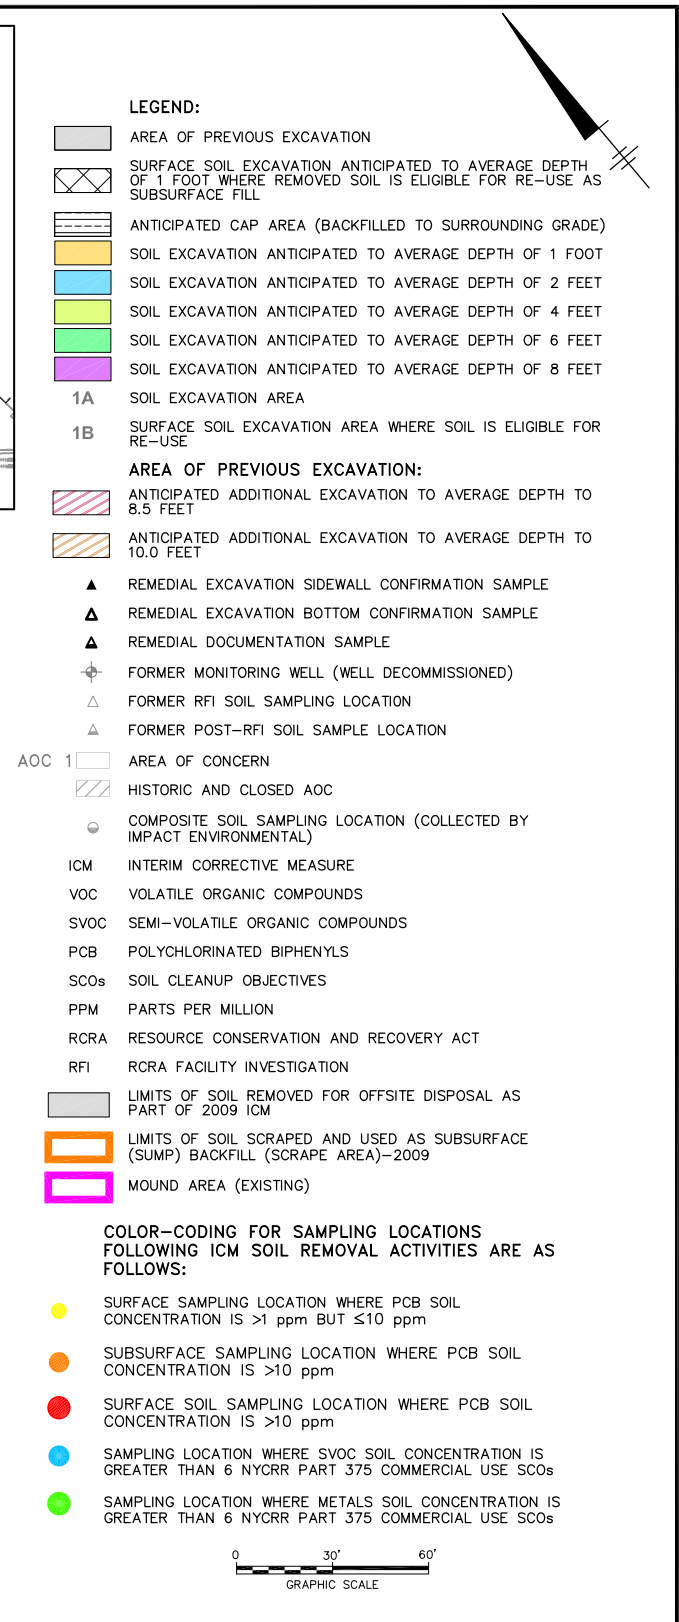 LEGEND:
AREA OF PREVIOUS EXCAVATION
SURFACE SOIL EXCAVATION ANTICIPATED TO AVERAGE DEPTH
OF 1 FOOT WHERE REMOVED SOIL IS ELIGIBLE FOR RE-USE AS
SUBSURFACE FILL
ANTICIPATED CAP AREA (BACKFILLED TO SURROUNDING GRADE)
SOIL EXCAVATION ANTICIPATED TO AVERAGE DEPTH OF 1 FOOT
SOIL EXCAVATION ANTICIPATED TO AVERAGE DEPTH OF 2 FEET
SOIL EXCAVATION ANTICIPATED TO AVERAGE DEPTH OF 4 FEET
SOIL EXCAVATION ANTICIPATED TO AVERAGE DEPTH OF 6 FEET
SOIL EXCAVATION ANTICIPATED TO AVERAGE DEPTH OF 8 FEET
1A SOIL EXCAVATION AREA
1B SURFACE SOIL EXCAVATION AREA WHERE SOIL IS ELIGIBLE FOR
RE-USE
AREA OF PREVIOUS EXCAVATION:
ANTICIPATED ADDITIONAL EXCAVATION TO AVERAGE DEPTH TO
8.5 FEET
ANTICIPATED ADDITIONAL EXCAVATION TO AVERAGE DEPTH TO
10.0 FEET
REMEDIAL EXCAVATION SIDEWALL CONFIRMATION SAMPLE
REMEDIAL EXCAVATION BOTTOM CONFIRMATION SAMPLE
REMEDIAL DOCUMENTATION SAMPLE
FORMER MONITORING WELL (WELL DECOMMISSIONED)
FORMER RFI SOIL SAMPLING LOCATION
FORMER POST-RFI SOIL SAMPLE LOCATION
AOC 1 AREA OF CONCERN
HISTORIC AND CLOSED AOC
COMPOSITE SOIL SAMPLING LOCATION (COLLECTED BY
IMPACT ENVIRONMENTAL)
ICM INTERIM CORRECTIVE MEASURE
VOC VOLATILE ORGANIC COMPOUNDS
SVOC SEMI-VOLATILE ORGANIC COMPOUNDS
PCB POLYCHLORINATED BIPHENYLS
SCOs SOIL CLEANUP OBJECTIVES
PPM PARTS PER MILLION
RCRA RESOURCE CONSERVATION AND RECOVERY ACT
RFI RCRA FACILITY INVESTIGATION
LIMITS OF SOIL REMOVED FOR OFFSITE DISPOSAL AS
PART OF 2009 ICM
LIMITS OF SOIL SCRAPED AND USED AS SUBSURFACE
(SUMP) BACKFILL (SCRAPE AREA)-2009
MOUND AREA (EXISTING)
COLOR-CODING FOR SAMPLING LOCATIONS
FOLLOWING ICM SOIL REMOVAL ACTIVITIES ARE AS
FOLLOWS:
SURFACE SAMPLING LOCATION WHERE PCB SOIL
CONCENTRATION IS >1 ppm BUT ≤10 ppm
SUBSURFACE SAMPLING LOCATION WHERE PCB SOIL
CONCENTRATION IS >10 ppm
SURFACE SOIL SAMPLING LOCATION WHERE PCB SOIL
CONCENTRATION IS >10 ppm
SAMPLING LOCATION WHERE SVOC SOIL CONCENTRATION IS
GREATER THAN 6 NYCRR PART 375 COMMERCIAL USE SCOs
SAMPLING LOCATION WHERE METALS SOIL CONCENTRATION IS
GREATER THAN 6 NYCRR PART 375 COMMERCIAL USE SCOs
0 30' 60'
GRAPHIC SCALE